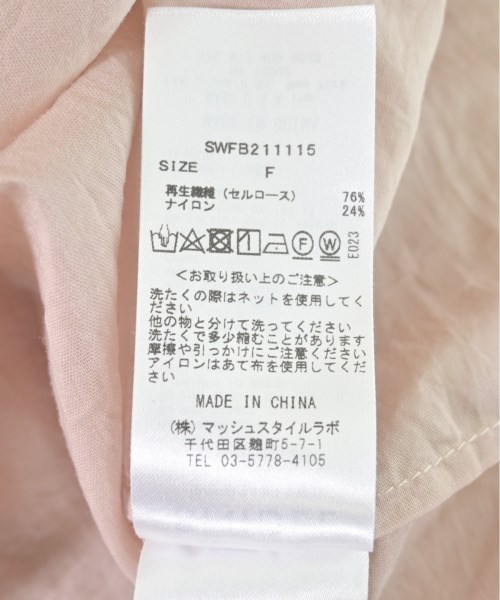 SWFB211115
SIZE F
再生繊維（セルロース） 76%
ナイロン 24%
F W E023
＜お取り扱い上のご注意＞
洗たくの際はネットを使用してく
ださい
他の物と分けて洗ってください
洗たくで多少縮むことがあります
摩擦や引っかけにご注意ください
アイロンはあて布を使用してくだ
さい
MADE IN CHINA
（株）マッシュスタイルラボ
千代田区麹町5-7-1
TEL 03-5778-4105